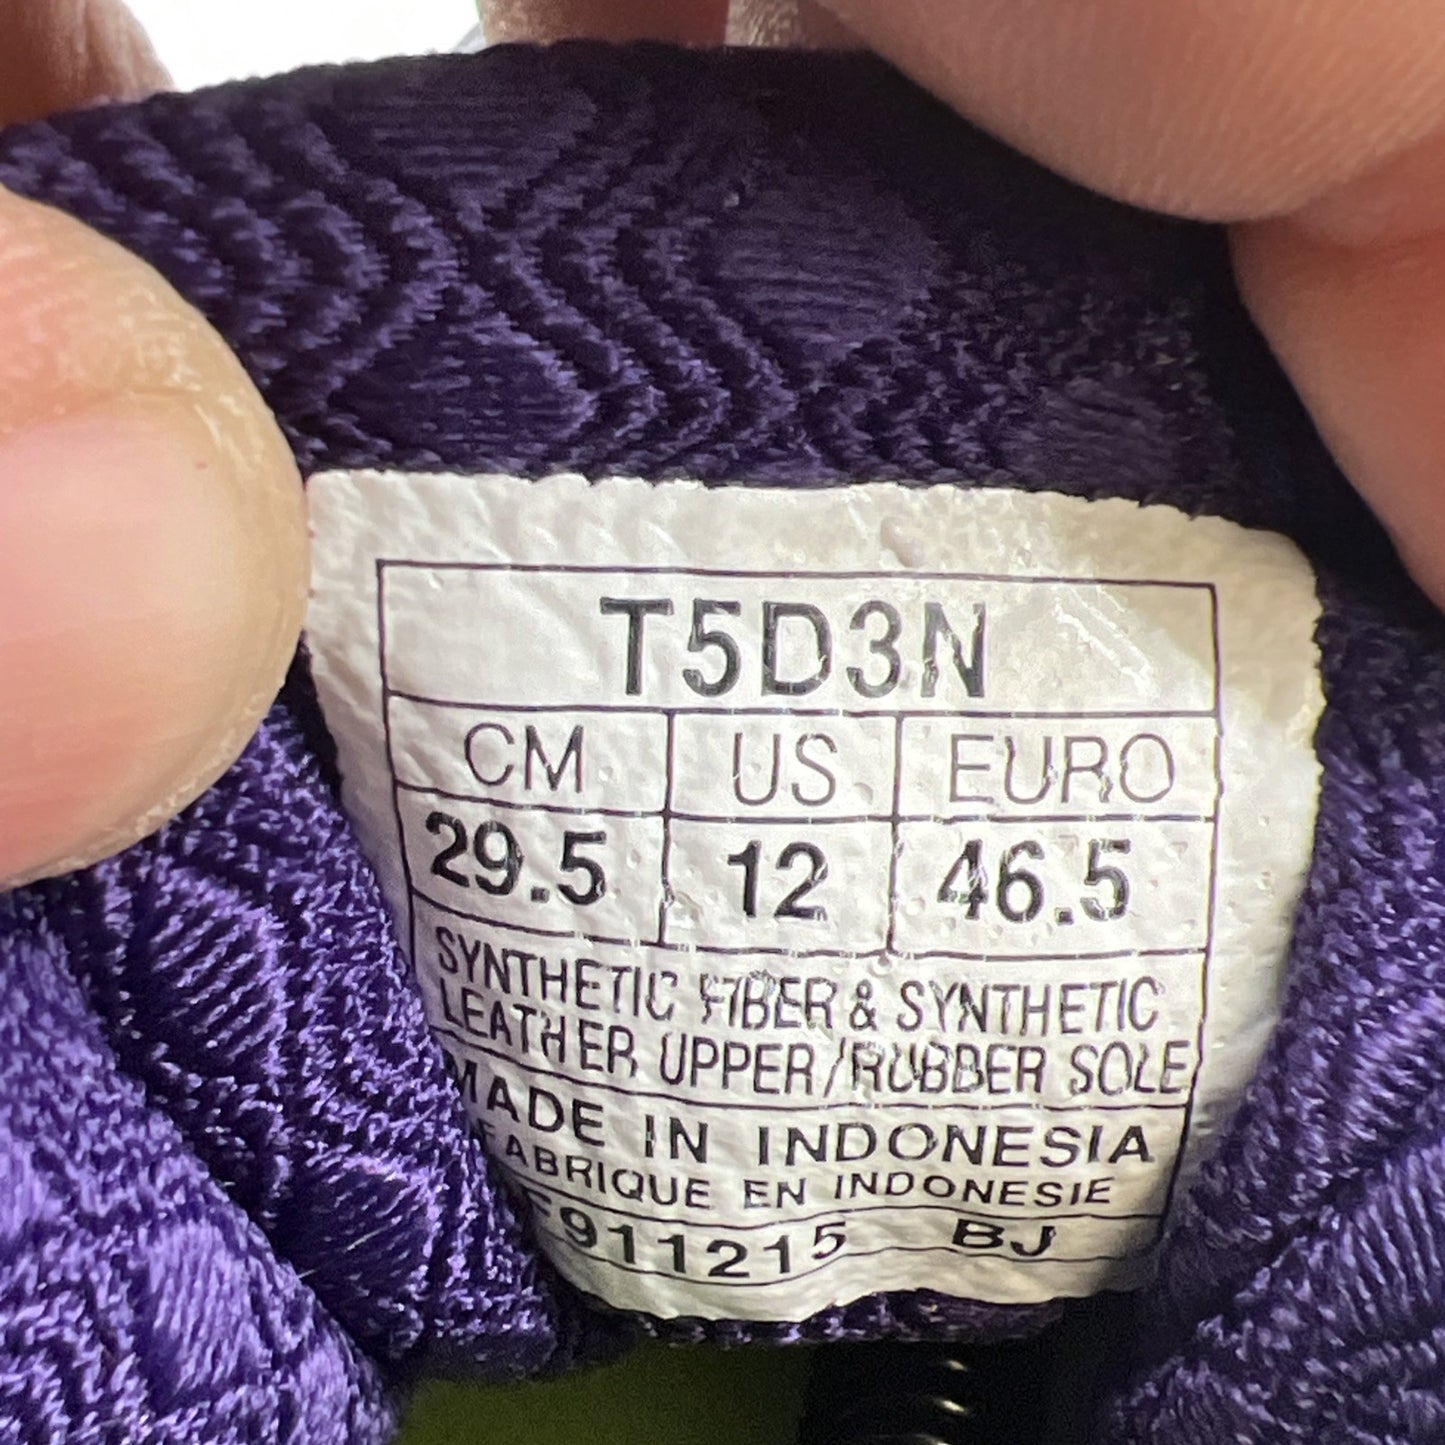 T5D3N
CM US EURO
29.5 12 46.5
SYNTHETIC FIBER & SYNTHETIC
LEATHER UPPER/RUBBER SOLE
MADE IN INDONESIA
FABRIQUE EN INDONESIE
F911215 BJ